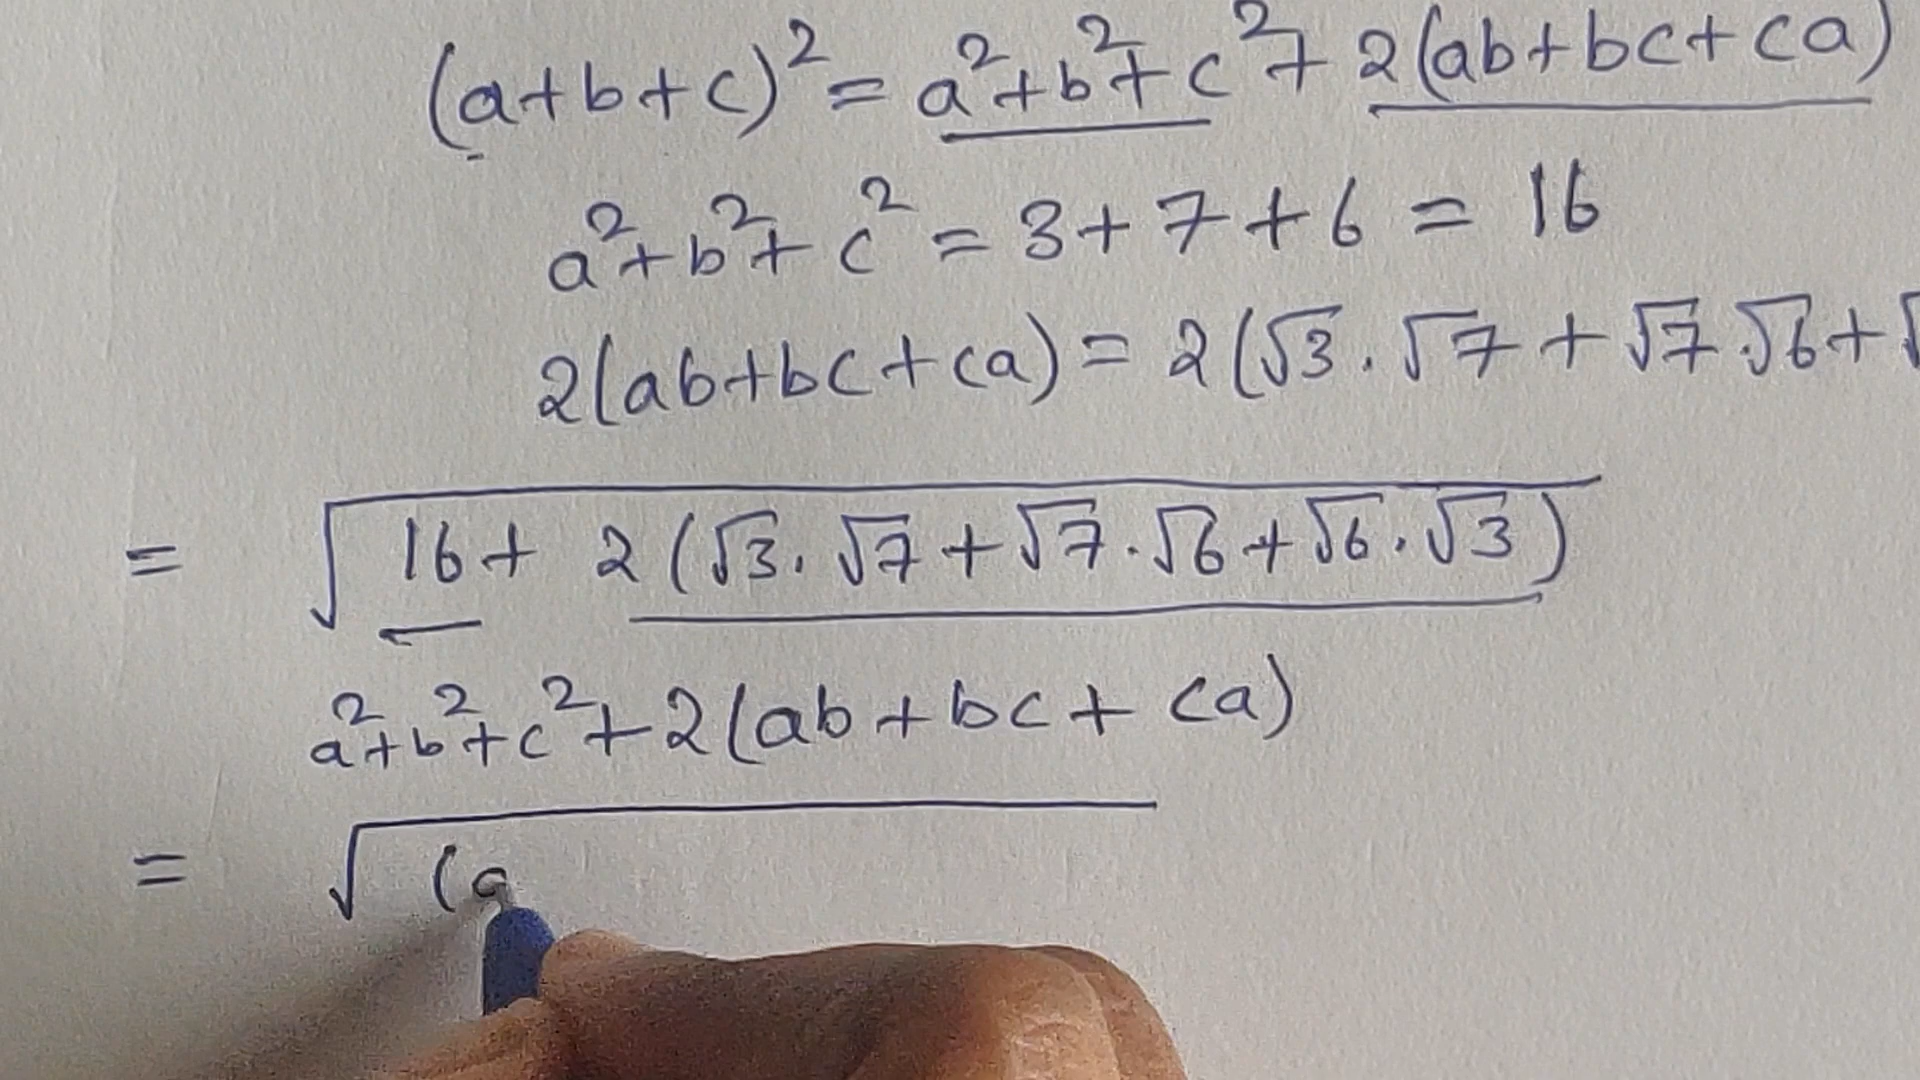 (a+b+c)² = a²+b²+c²+ 2(ab+bc+ca)
a²+b²+c² = 3+7+6 = 16
2(ab+bc+ca) = 2(√3.√7+√7.√6+√
= √16+ 2(√3.√7+√7.√6+√6.√3)
a²+b²+c²+2(ab+bc+ca)
= √(a